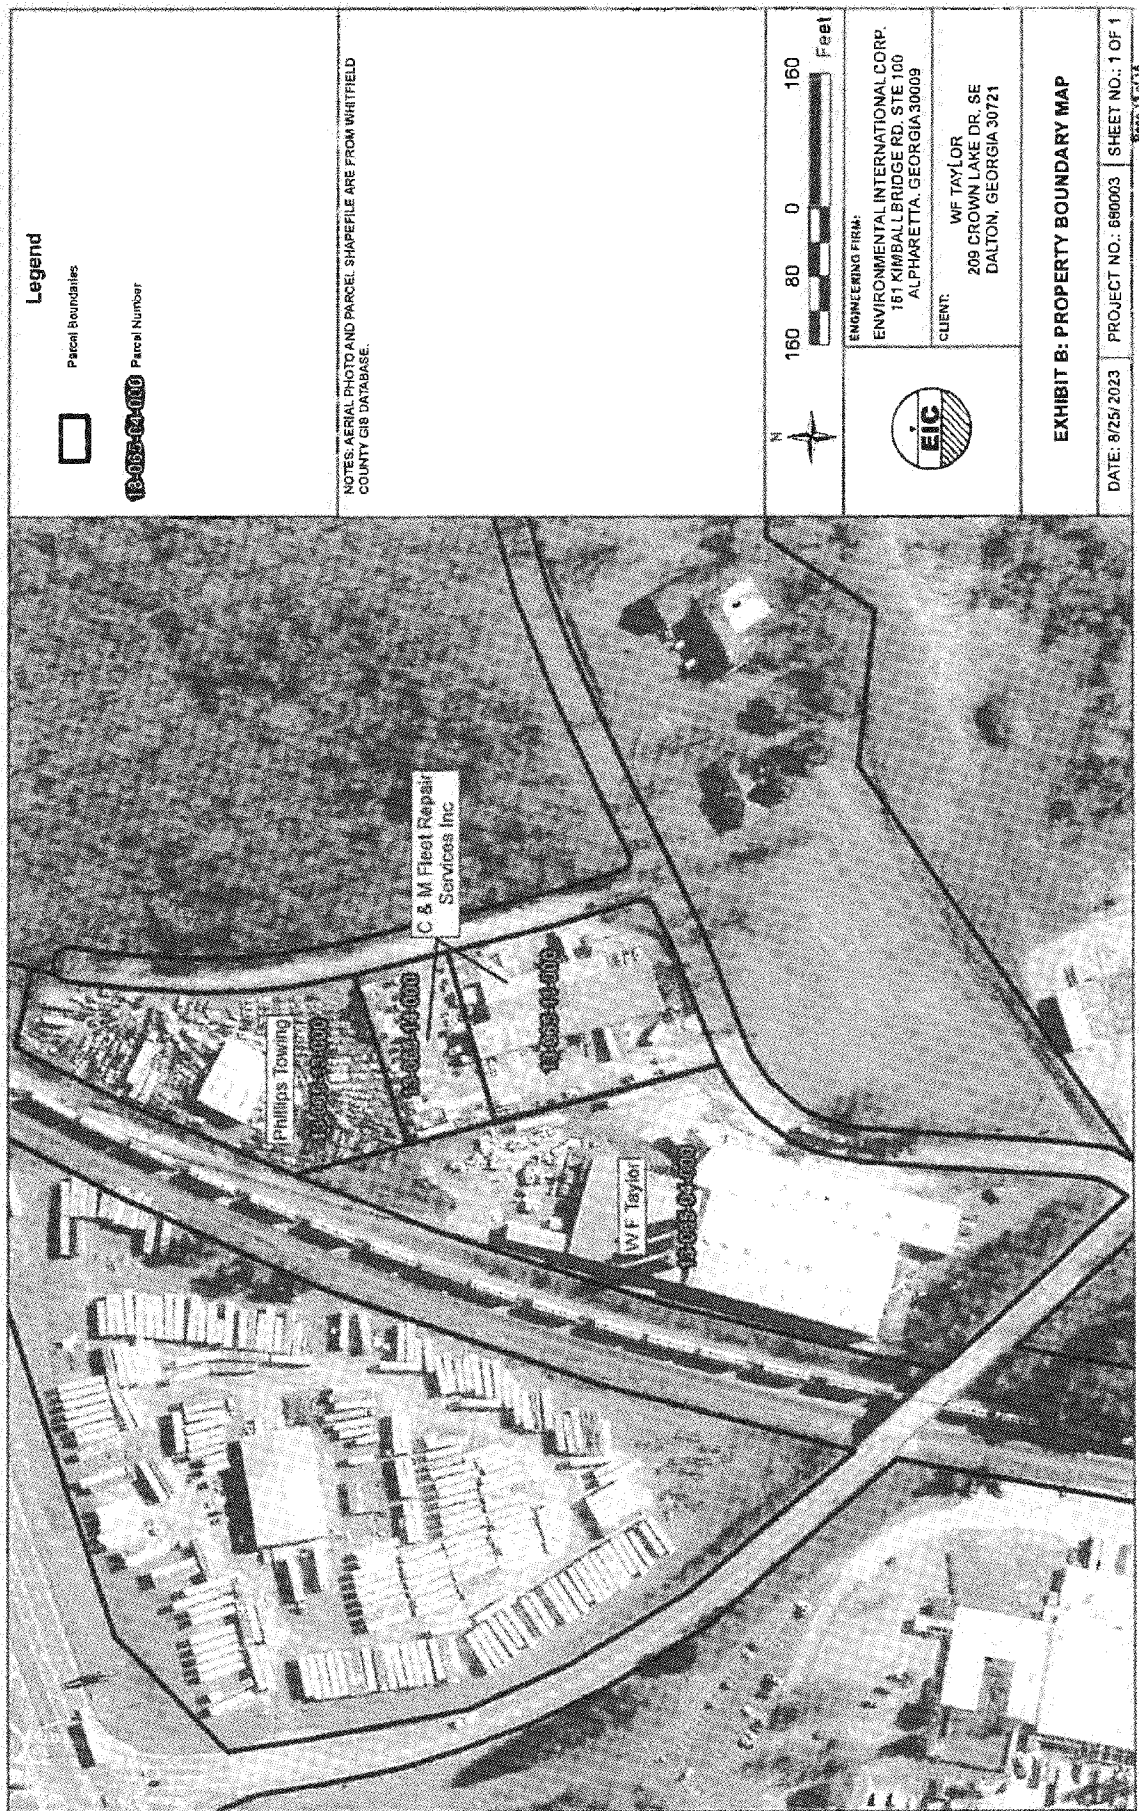 Phillips Towing
C & M Fleet Repair
Services Inc
W F Taylor
Legend
Parcel Boundaries
Parcel Number
NOTES: AERIAL PHOTO AND PARCEL SHAPEFILE ARE FROM WHITFIELD
COUNTY GIS DATABASE.
N
160 80 0 160
Feet
EIC
ENGINEERING FIRM:
ENVIRONMENTAL INTERNATIONAL CORP.
161 KIMBALL BRIDGE RD. STE 100
ALPHARETTA, GEORGIA 30009
CLIENT:
WF TAYLOR
209 CROWN LAKE DR. SE
DALTON, GEORGIA 30721
EXHIBIT B: PROPERTY BOUNDARY MAP
DATE: 8/25/2023 PROJECT NO.: 680003 SHEET NO.: 1 OF 1